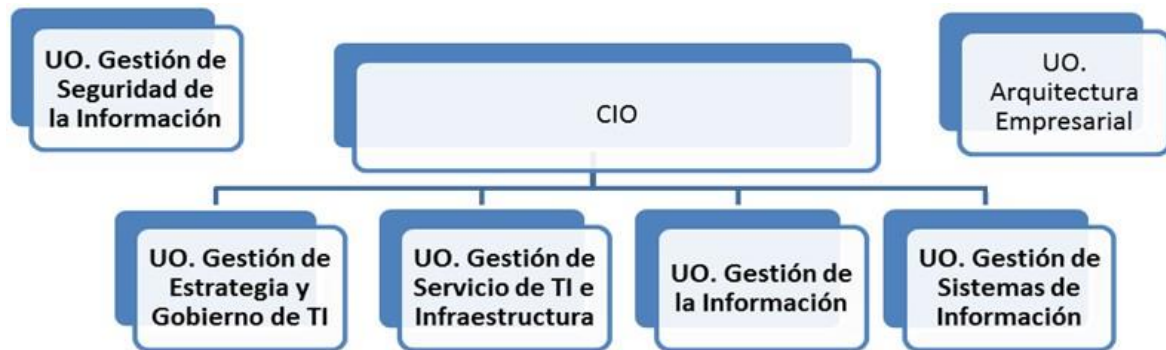 UO. Gestión de
Seguridad de
la Información
CIO
UO.
Arquitectura
Empresarial
UO. Gestión de
Estrategia y
Gobierno de TI
UO. Gestión de
Servicio de TI e
Infraestructura
UO. Gestión de
la Información
UO. Gestión de
Sistemas de
Información